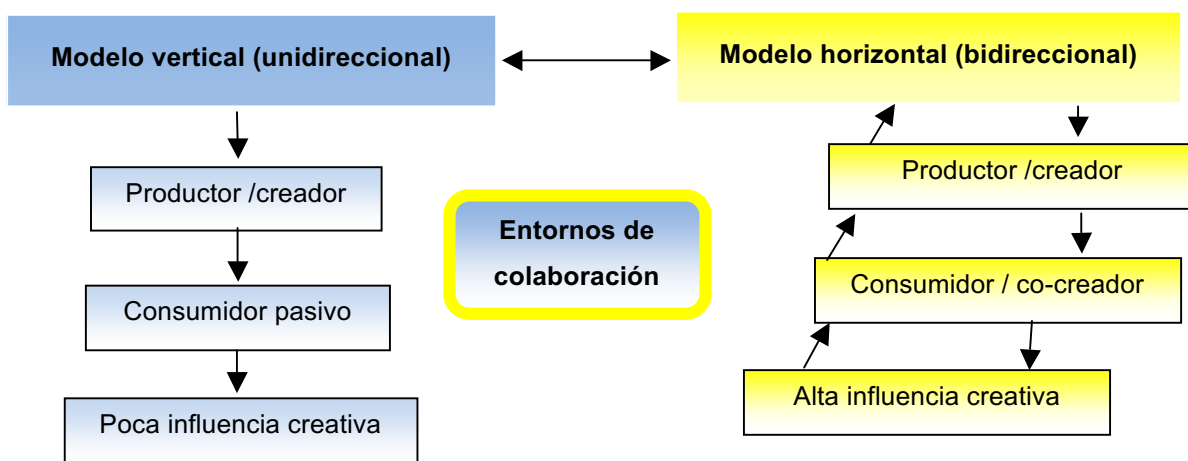 Modelo vertical (unidireccional)
Modelo horizontal (bidireccional)
Productor /creador
Consumidor pasivo
Poca influencia creativa
Entornos de
colaboración
Productor /creador
Consumidor / co-creador
Alta influencia creativa